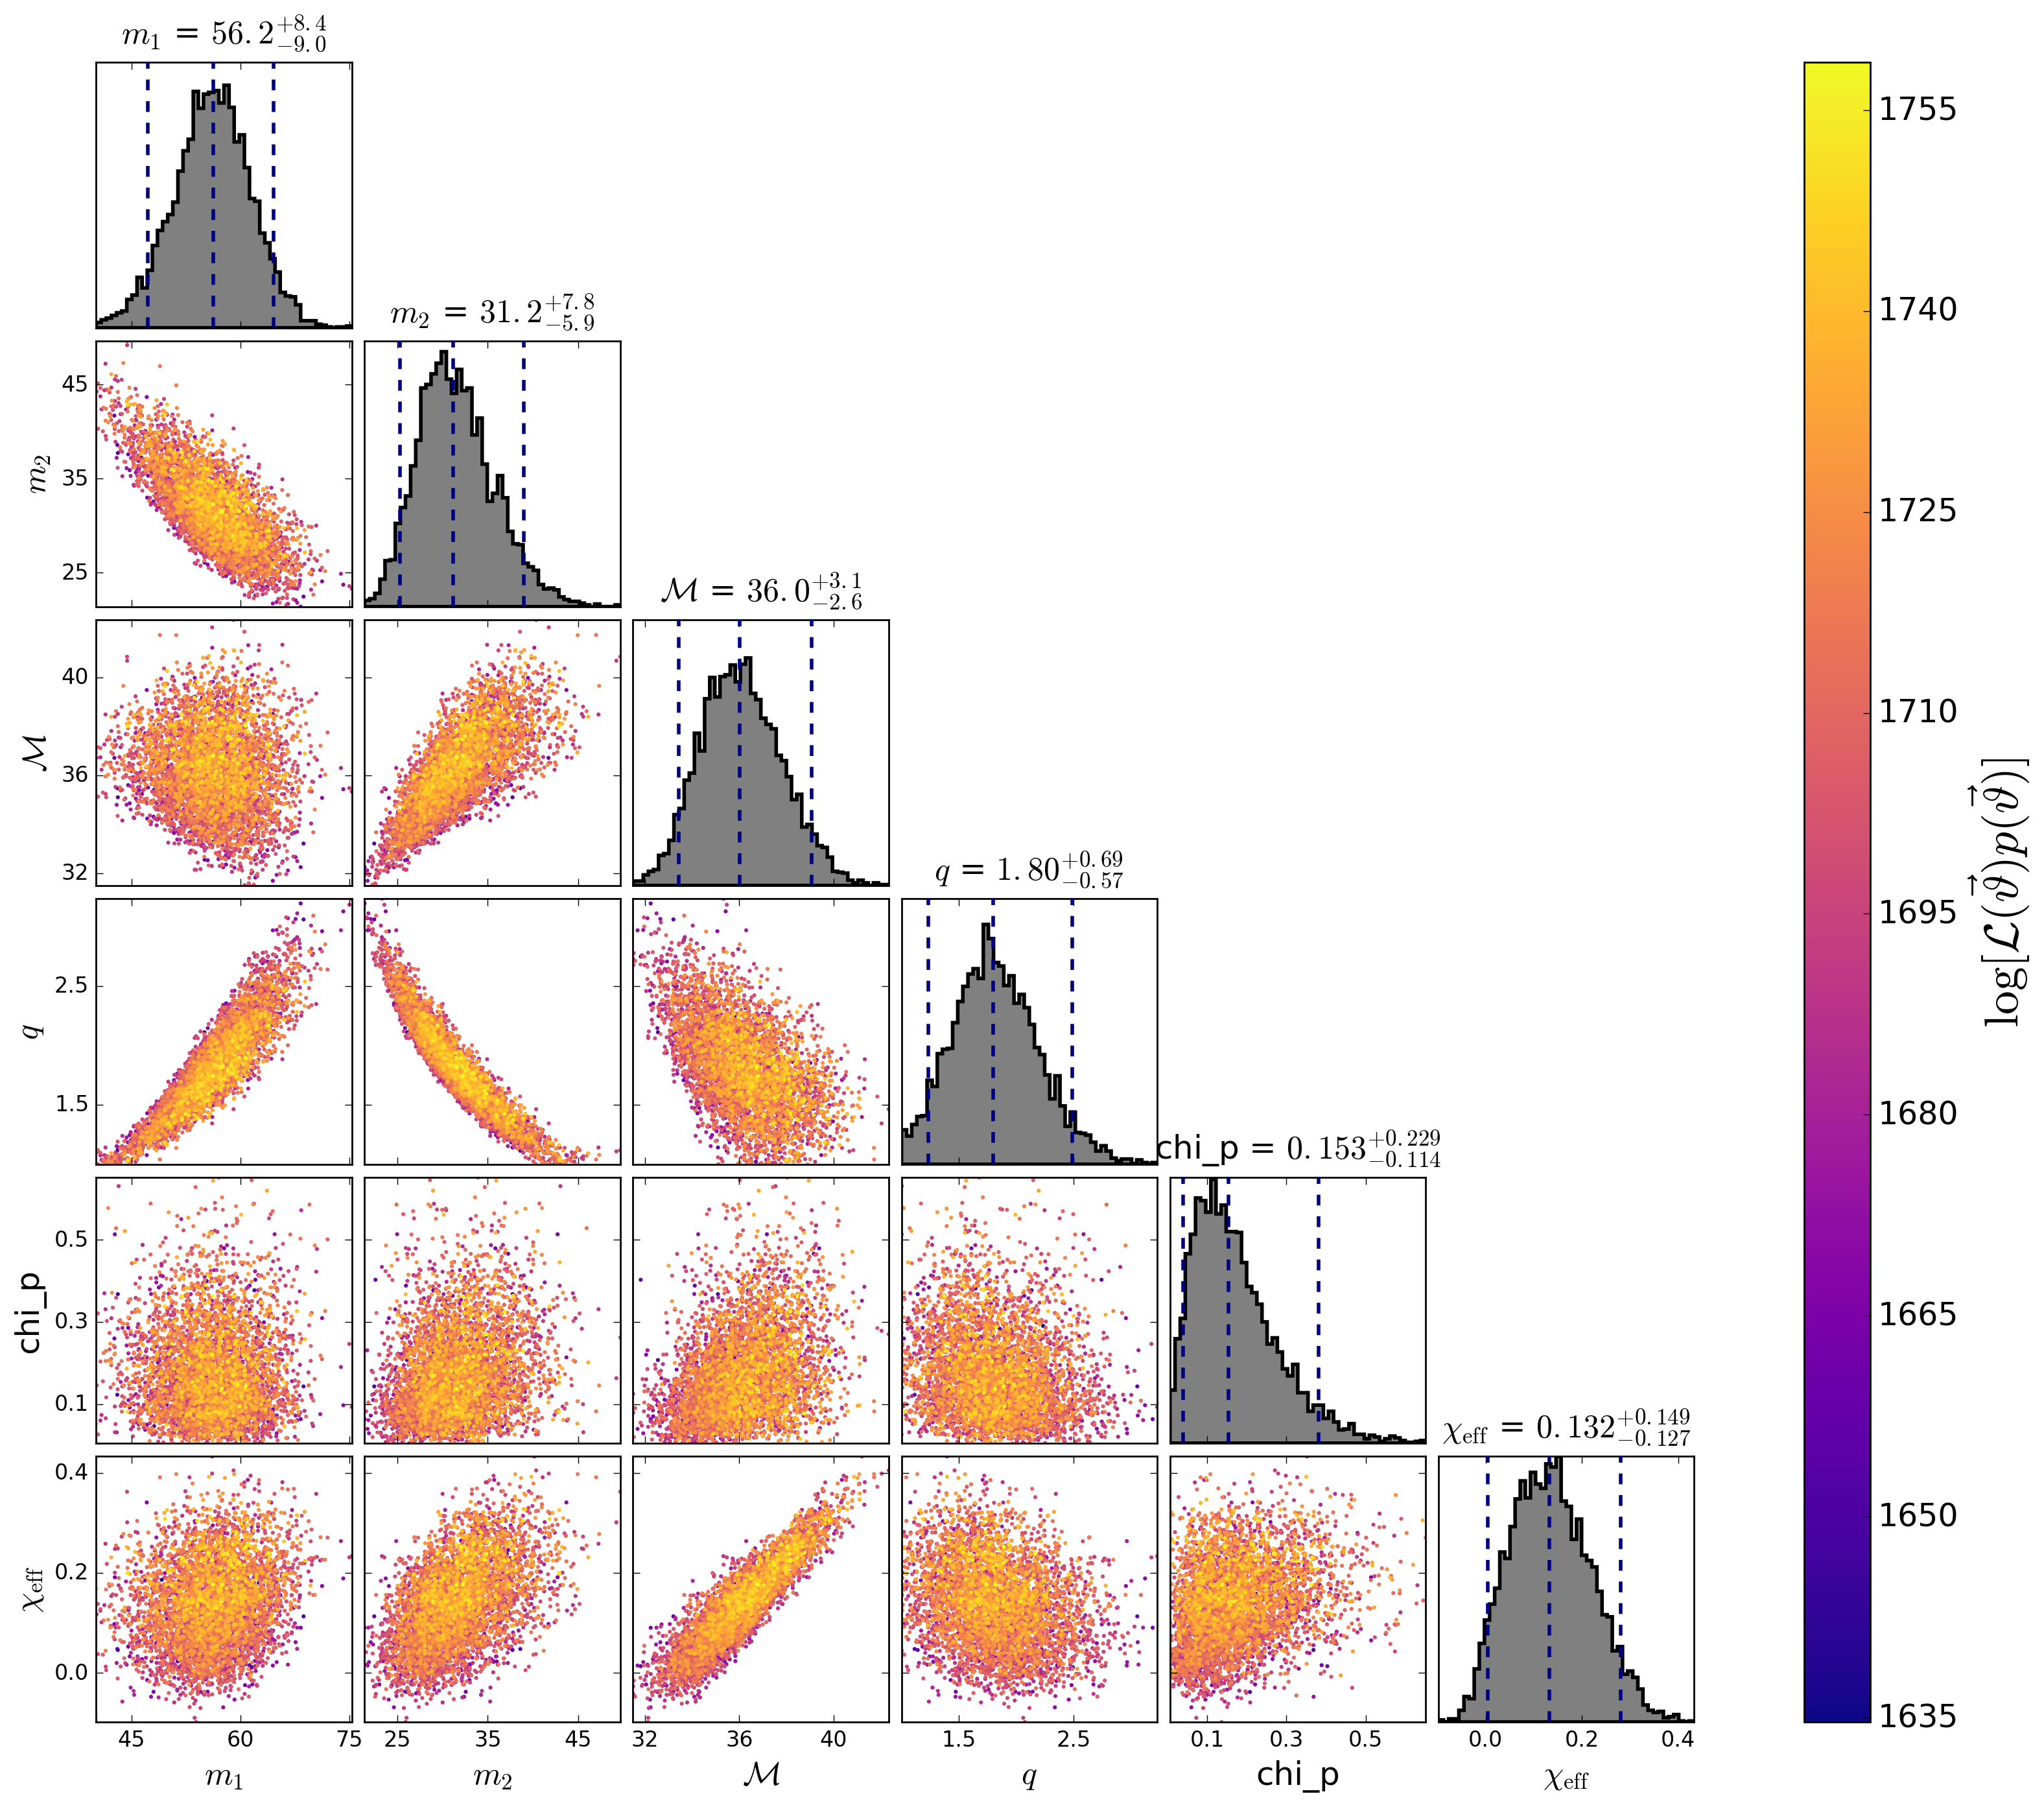 m₁ = 56.2 +8.4 −9.0
m₂ = 31.2 +7.8 −5.9
ℳ = 36.0 +3.1 −2.6
q = 1.80 +0.69 −0.57
chi_p = 0.153 +0.229 −0.114
χeff = 0.132 +0.149 −0.127
m₂
45
35
25
ℳ
40
36
32
q
2.5
1.5
chi_p
0.5
0.3
0.1
χeff
0.4
0.2
0.0
45 60 75
25 35 45
32 36 40
1.5 2.5
0.1 0.3 0.5
0.0 0.2 0.4
m₁
m₂
ℳ
q
chi_p
χeff
1755
1740
1725
1710
1695
1680
1665
1650
1635
log[ℒ(ϑ⃗)p(ϑ⃗)]